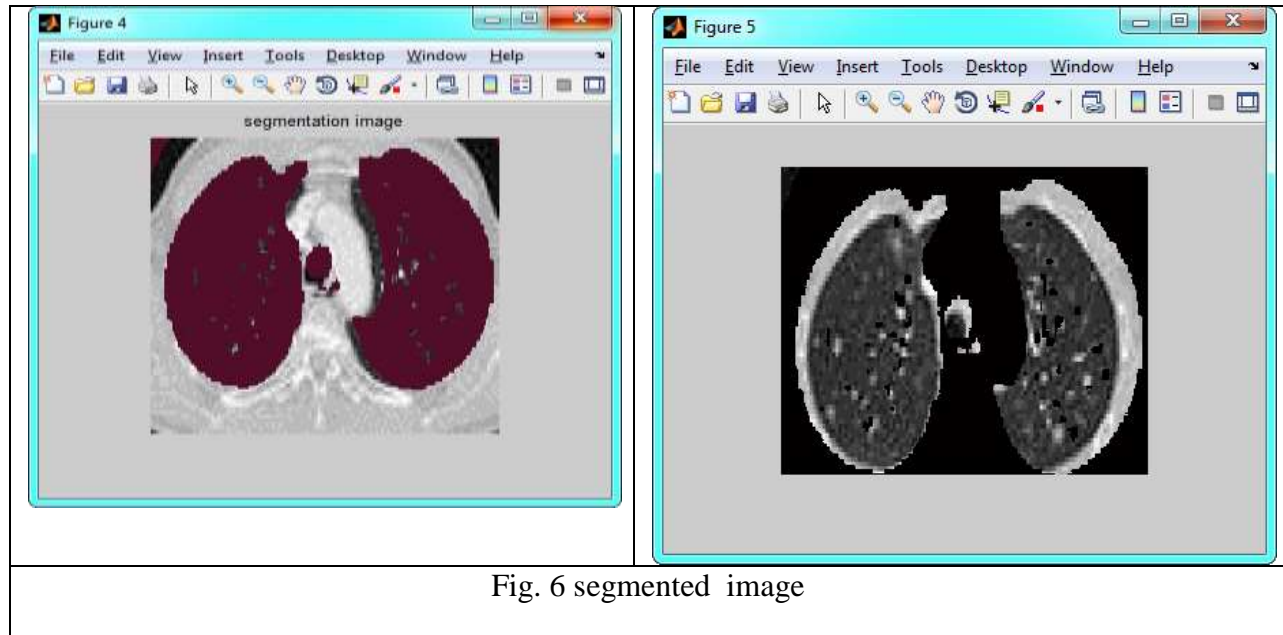 Figure 4
File Edit View Insert Tools Desktop Window Help
segmentation image
Figure 5
File Edit View Insert Tools Desktop Window Help
Fig. 6 segmented image